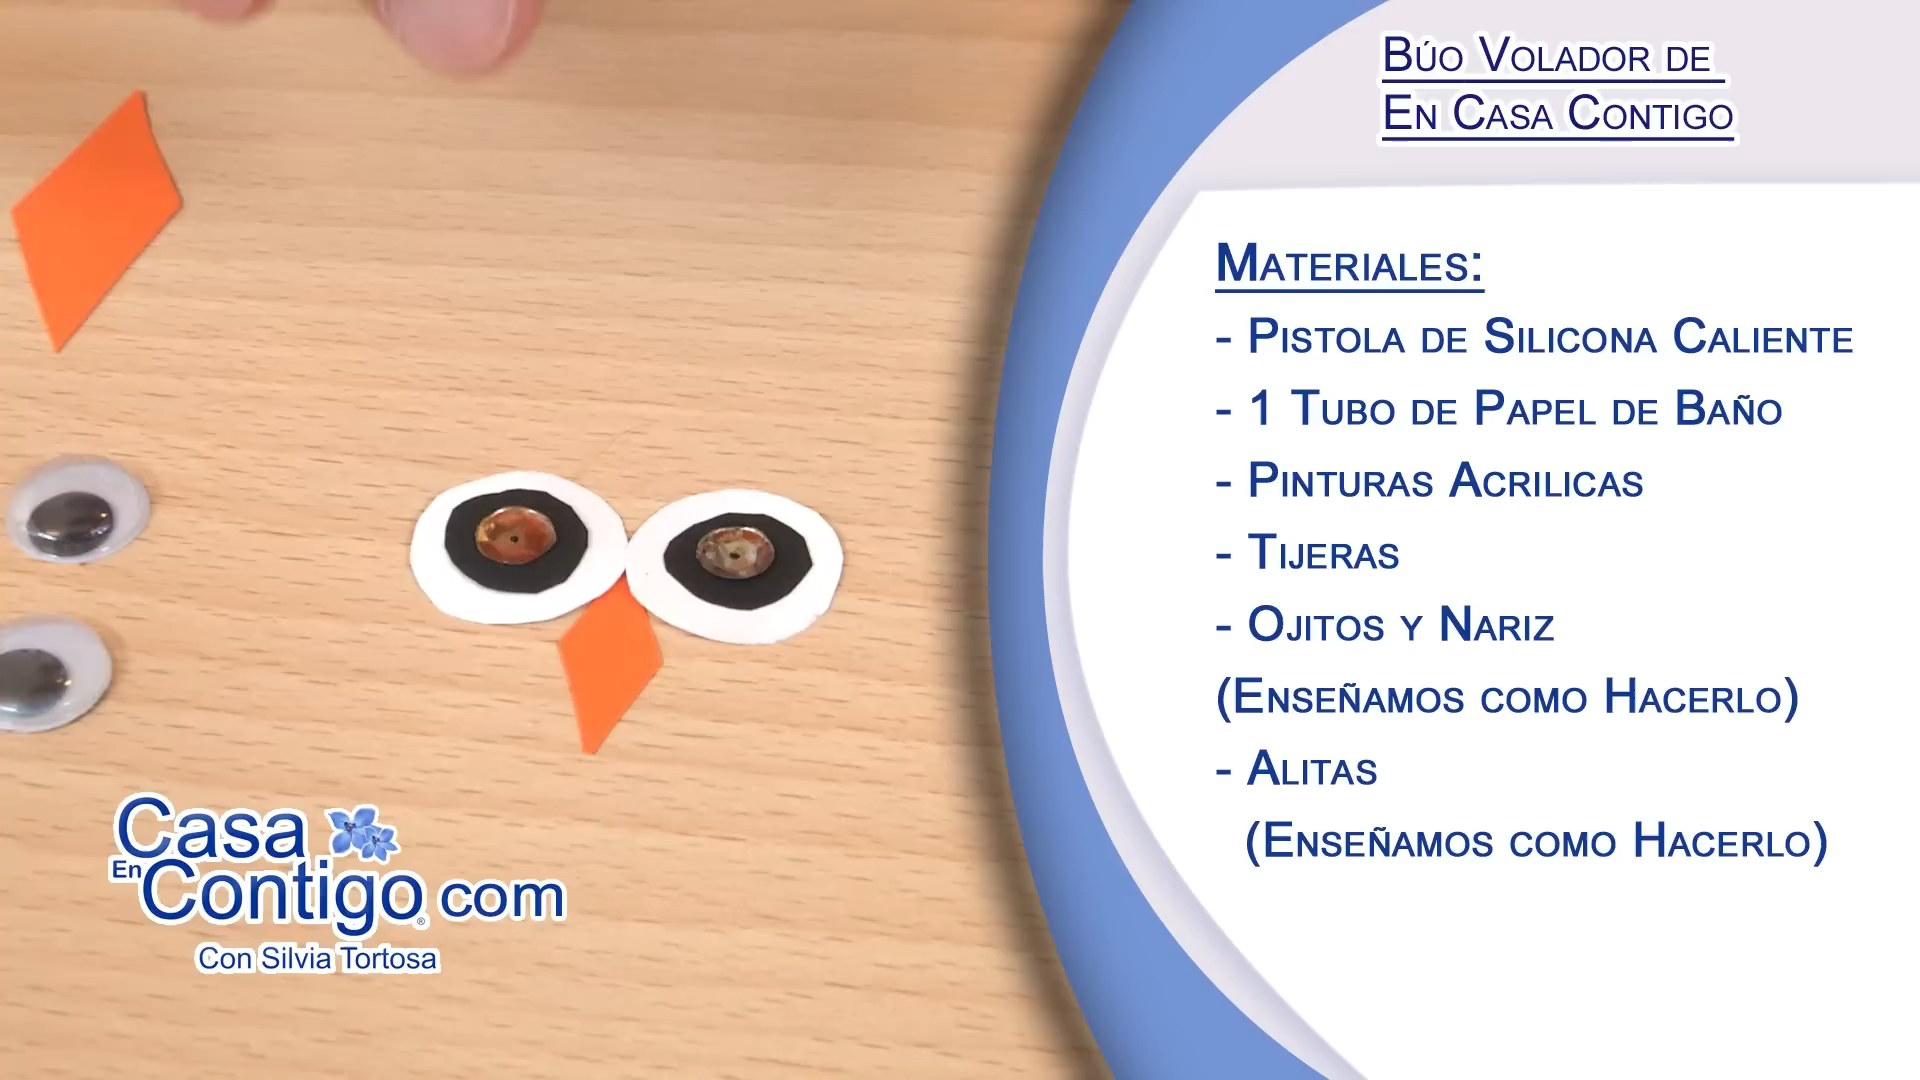 Búo Volador de
En Casa Contigo
Materiales:
- Pistola de Silicona Caliente
- 1 Tubo de Papel de Baño
- Pinturas Acrilicas
- Tijeras
- Ojitos y Nariz
(Enseñamos como Hacerlo)
- Alitas
(Enseñamos como Hacerlo)
Casa
En Contigo® com
Con Silvia Tortosa